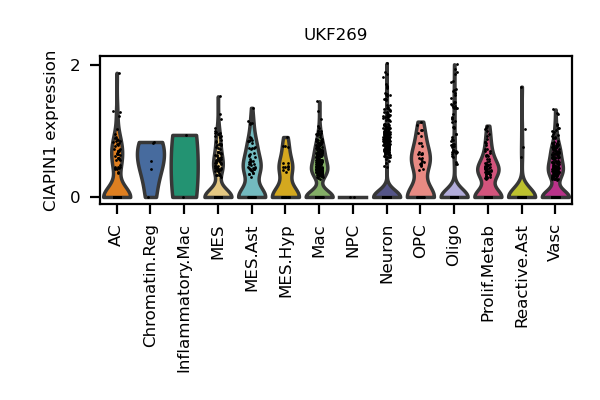 UKF269
CIAPIN1 expression
2
0
AC
Chromatin.Reg
Inflammatory.Mac
MES
MES.Ast
MES.Hyp
Mac
NPC
Neuron
OPC
Oligo
Prolif.Metab
Reactive.Ast
Vasc